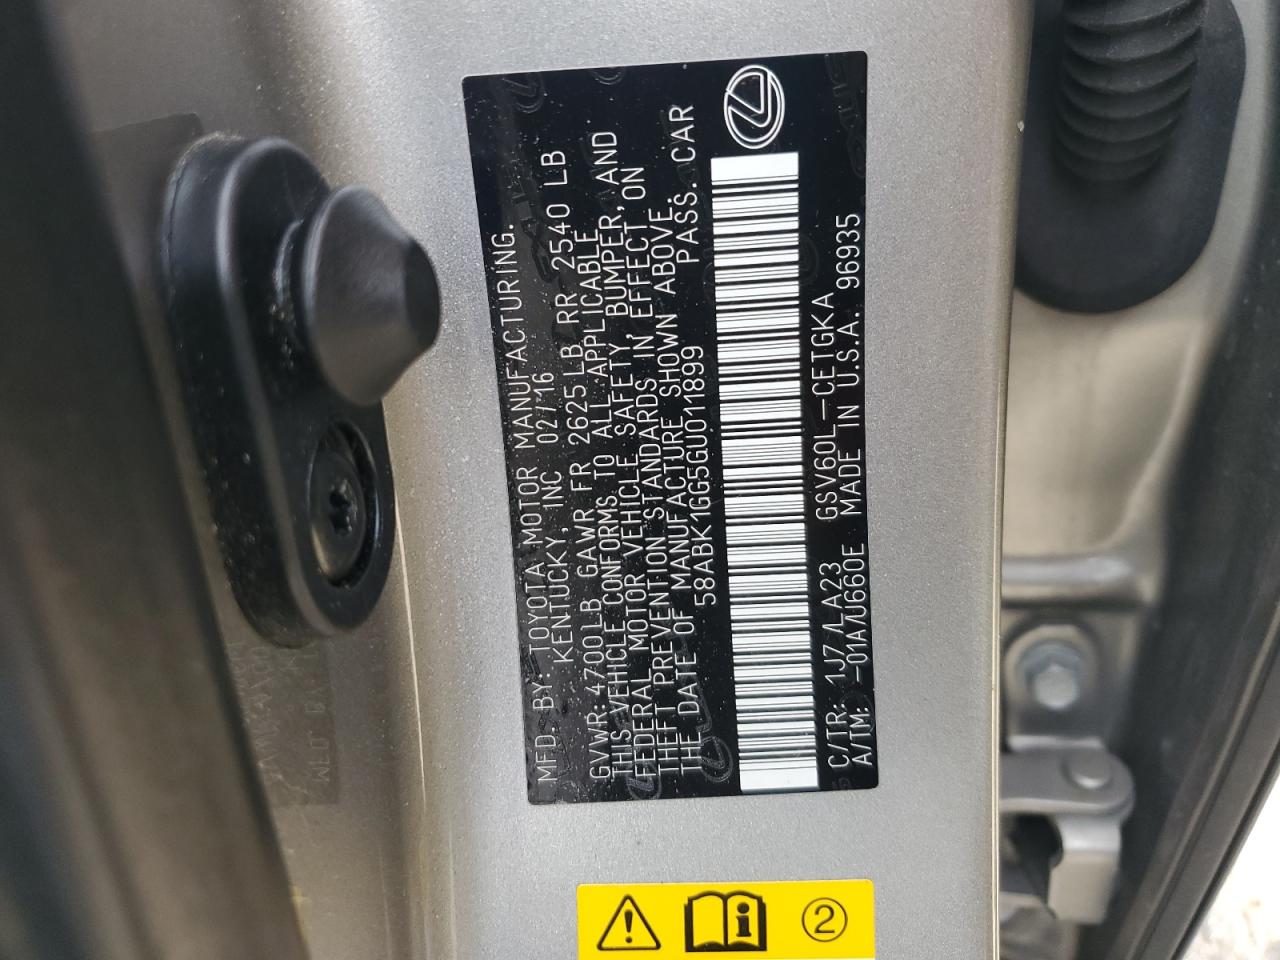 MFD. BY: TOYOTA MOTOR MANUFACTURING.
KENTUCKY, INC 02/16
GVWR: 4700LB GAWR FR 2625LB RR 2540 LB
THIS VEHICLE CONFORMS TO ALL APPLICABLE
FEDERAL MOTOR VEHICLE SAFETY, BUMPER, AND
THEFT PREVENTION STANDARDS IN EFFECT ON
THE DATE OF MANUFACTURE SHOWN ABOVE.
58ABK1GG5GU011899 PASS. CAR
C/TR: 1J7/LA23 GSV60L-CETGKA
A/TM: -01A/U660E MADE IN U.S.A. 96935
2